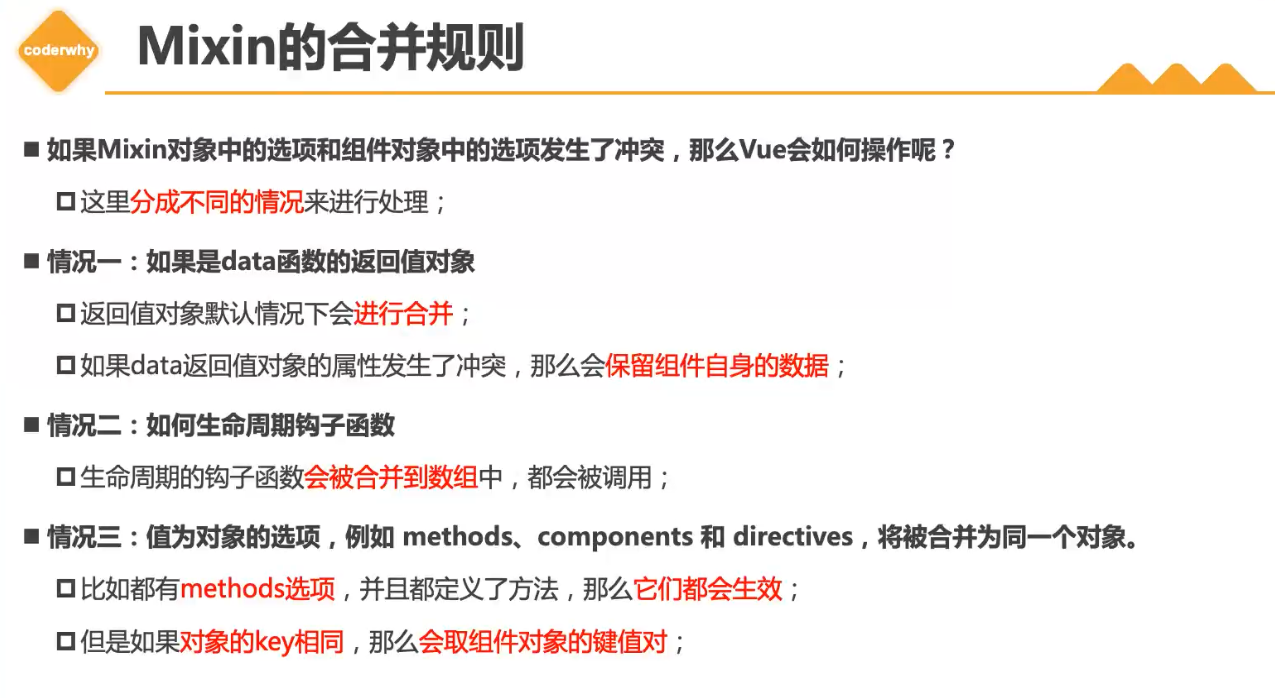 coderwhy
Mixin的合并规则
如果Mixin对象中的选项和组件对象中的选项发生了冲突，那么Vue会如何操作呢？
这里分成不同的情况来进行处理；
情况一：如果是data函数的返回值对象
返回值对象默认情况下会进行合并；
如果data返回值对象的属性发生了冲突，那么会保留组件自身的数据；
情况二：如何生命周期钩子函数
生命周期的钩子函数会被合并到数组中，都会被调用；
情况三：值为对象的选项，例如 methods、components 和 directives，将被合并为同一个对象。
比如都有methods选项，并且都定义了方法，那么它们都会生效；
但是如果对象的key相同，那么会取组件对象的键值对；